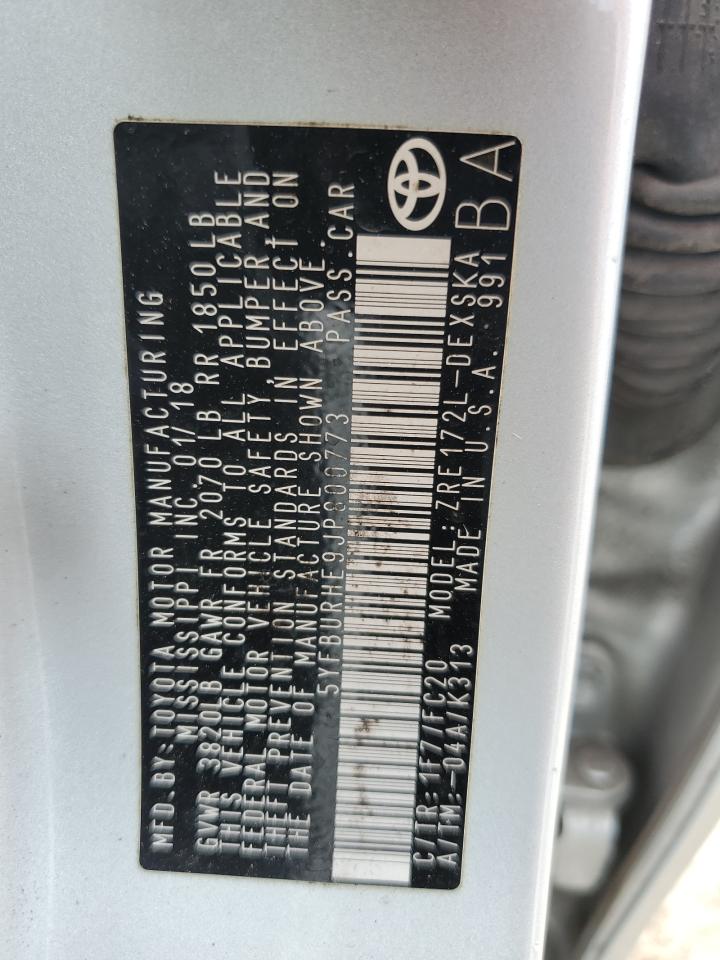 MFD.BY:TOYOTA MOTOR MANUFACTURING
MISSISSIPPI INC.01/18
GVWR 3820LB GAWR FR 2070 LB RR 1850LB
THIS VEHICLE CONFORMS TO ALL APPLICABLE
FEDERAL MOTOR VEHICLE SAFETY,BUMPER AND
THEFT PREVENTION STANDARDS IN EFFECT ON
THE DATE OF MANUFACTURE SHOWN ABOVE.
5YFBURHE9JP800773 PASS.CAR
C/TR:1F7/FC20 MODEL:ZRE172L-DEXSKA
A/TM:-04A/K313 MADE IN U.S.A. 991 BA